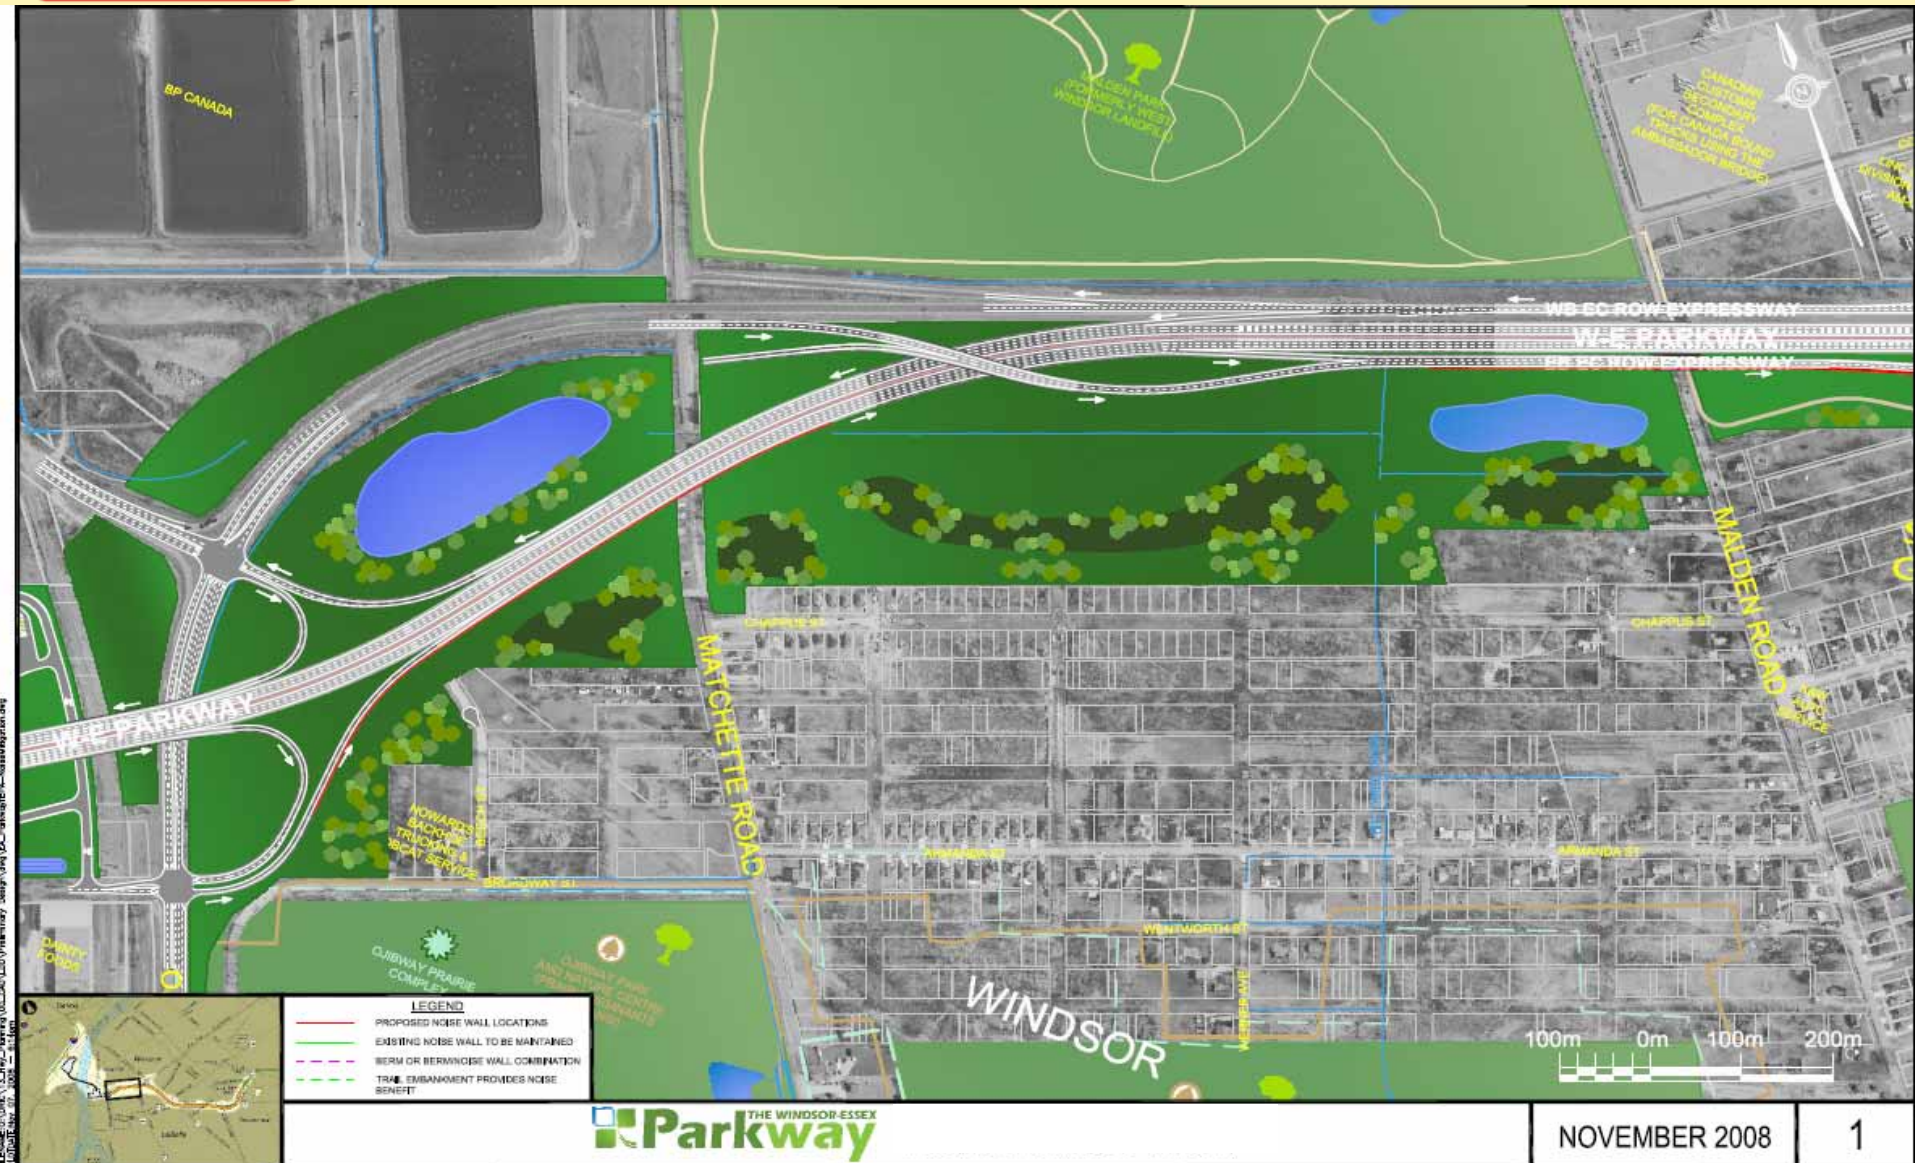 BP CANADA
MALDEN PARK
(FORMERLY WEST
WINDSOR LANDFILL)
CANADIAN
CUSTOMS
SECONDARY
COMPLEX
(FOR CANADA BOUND
TRUCKS USING THE
AMBASSADOR BRIDGE)
DIVISION
WB EC ROW EXPRESSWAY
W-E PARKWAY
EB EC ROW EXPRESSWAY
MALDEN ROAD
CHAPPUS ST.
CHAPPUS ST.
MATCHETTE ROAD
W-E PARKWAY
AUTO
SERVICE
HOWARD'S
BACKHOE
TRUCKING &
BOBCAT SERVICE
BROADWAY ST.
ARMANDA ST.
ARMANDA ST.
DAINTY
FOODS
OJIBWAY PRAIRIE
COMPLEX
OJIBWAY PARK
AND NATURE CENTRE
WENTWORTH ST.
WINDSOR
100m 0m 100m 200m
LEGEND
PROPOSED NOISE WALL LOCATIONS
EXISTING NOISE WALL TO BE MAINTAINED
BERM OR BERM/NOISE WALL COMBINATION
TRAIL EMBANKMENT PROVIDES NOISE
BENEFIT
THE WINDSOR-ESSEX
Parkway
NOVEMBER 2008
1